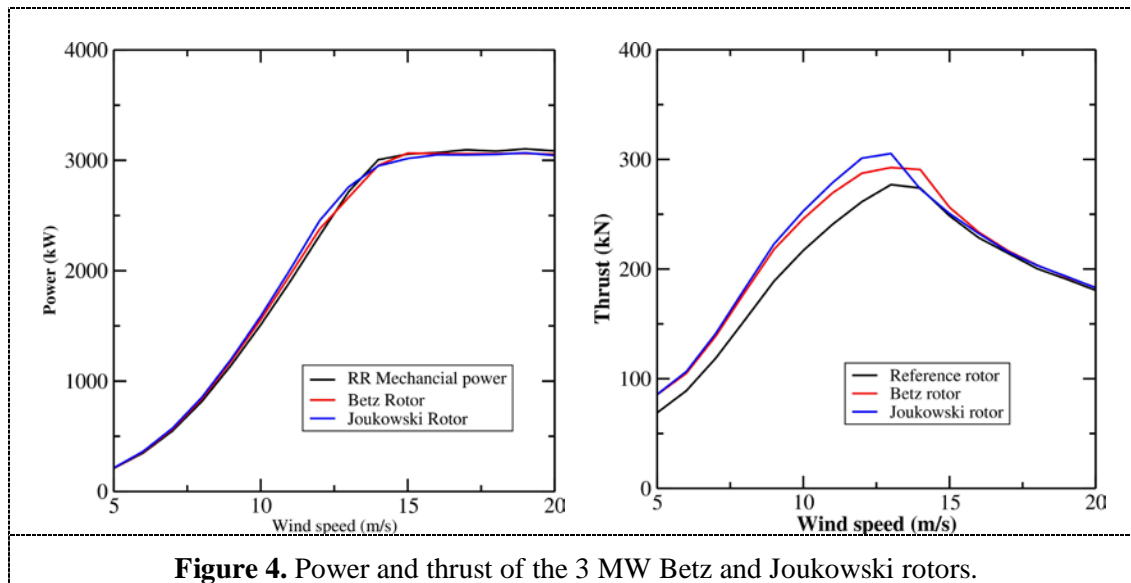 4000
3000
2000
1000
0
Power (kW)
5
10
15
20
Wind speed (m/s)
RR Mechancial power
Betz Rotor
Joukowski Rotor
400
300
200
100
0
Thrust (kN)
5
10
15
20
Wind speed (m/s)
Reference rotor
Betz rotor
Joukowski rotor
Figure 4. Power and thrust of the 3 MW Betz and Joukowski rotors.